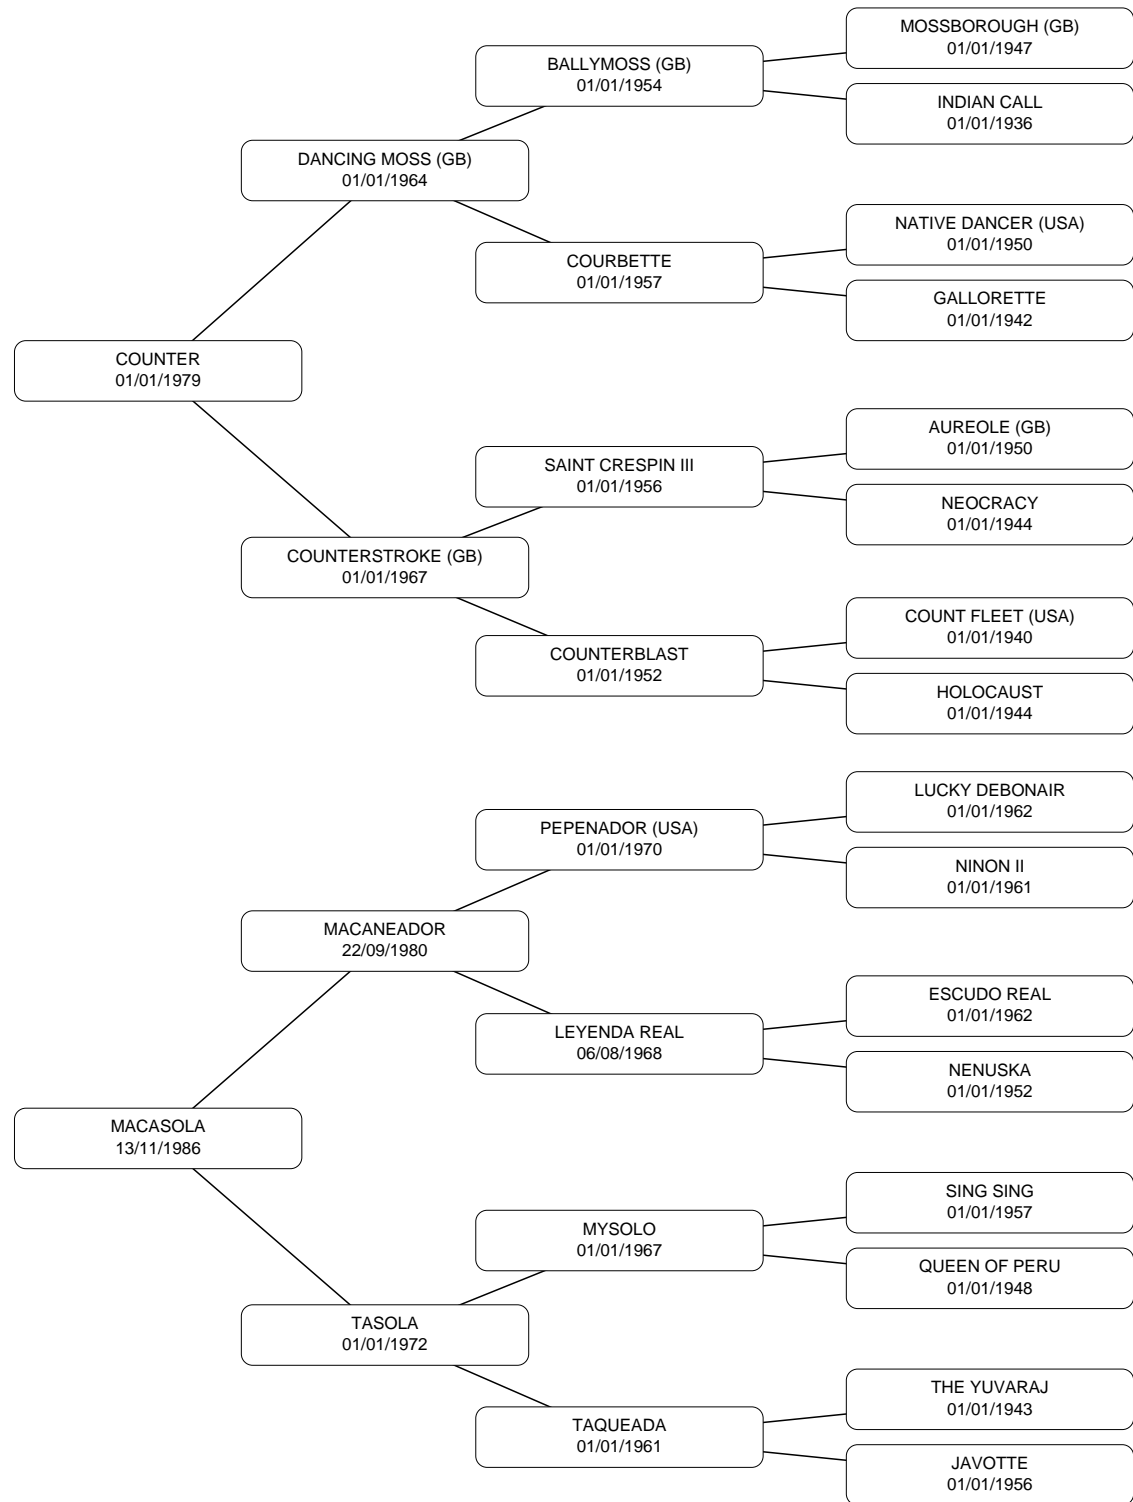 MOSSBOROUGH (GB)
01/01/1947
BALLYMOSS (GB)
01/01/1954
INDIAN CALL
01/01/1936
DANCING MOSS (GB)
01/01/1964
NATIVE DANCER (USA)
01/01/1950
COURBETTE
01/01/1957
GALLORETTE
01/01/1942
COUNTER
01/01/1979
AUREOLE (GB)
01/01/1950
SAINT CRESPIN III
01/01/1956
NEOCRACY
01/01/1944
COUNTERSTROKE (GB)
01/01/1967
COUNT FLEET (USA)
01/01/1940
COUNTERBLAST
01/01/1952
HOLOCAUST
01/01/1944
LUCKY DEBONAIR
01/01/1962
PEPENADOR (USA)
01/01/1970
NINON II
01/01/1961
MACANEADOR
22/09/1980
ESCUDO REAL
01/01/1962
LEYENDA REAL
06/08/1968
NENUSKA
01/01/1952
MACASOLA
13/11/1986
SING SING
01/01/1957
MYSOLO
01/01/1967
QUEEN OF PERU
01/01/1948
TASOLA
01/01/1972
THE YUVARAJ
01/01/1943
TAQUEADA
01/01/1961
JAVOTTE
01/01/1956